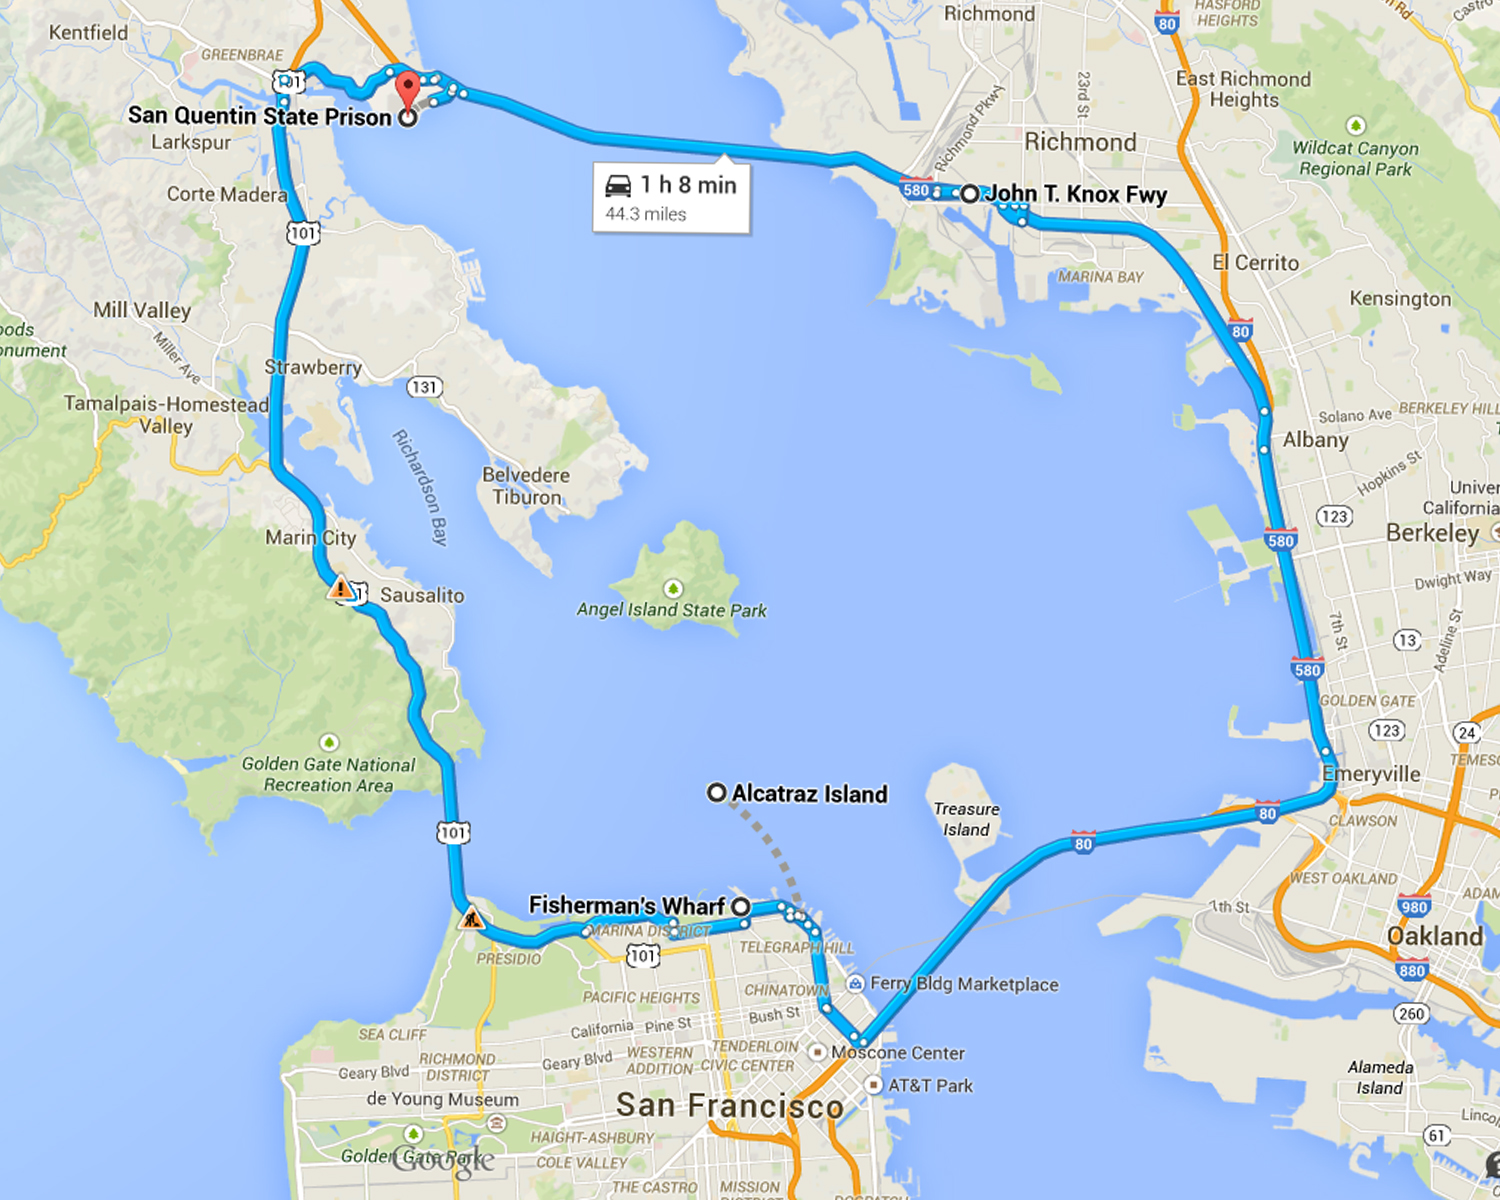 Kentfield
GREENBRAE
101
San Quentin State Prison
Larkspur
Corte Madera
101
Mill Valley
Miller Ave
Strawberry
131
Tamalpais-Homestead
Valley
Richardson Bay
Belvedere
Tiburon
Marin City
Sausalito
Angel Island State Park
Golden Gate National
Recreation Area
101
1 h 8 min
44.3 miles
Richmond
80
HASFORD
HEIGHTS
East Richmond
Heights
23rd St
Richmond Pkwy
Richmond
Wildcat Canyon
Regional Park
580
John T. Knox Fwy
MARINA BAY
El Cerrito
Kensington
80
Solano Ave
BERKELEY HILL
Albany
Hopkins St
Univer
California
123
580
Berkeley
Dwight Way
7th St
13
Adeline St
580
GOLDEN GATE
123
24
TEMES
Emeryville
CLAWSON
Alcatraz Island
Treasure
Island
80
80
WEST OAKLAND
ADAM
980
Oakland
880
260
Alameda
Island
Lincol
61
Fisherman's Wharf
MARINA DISTRICT
TELEGRAPH HILL
101
PRESIDIO
Ferry Bldg Marketplace
CHINATOWN
PACIFIC HEIGHTS
Bush St
California
Pine St
SEA CLIFF
Geary Blvd
WESTERN
ADDITION
TENDERLOIN
CIVIC CENTER
Moscone Center
RICHMOND
DISTRICT
Geary Blvd
AT&T Park
de Young Museum
San Francisco
HAIGHT-ASHBURY
Golden Gate Park
Google
COLE VALLEY
THE CASTRO
MISSION